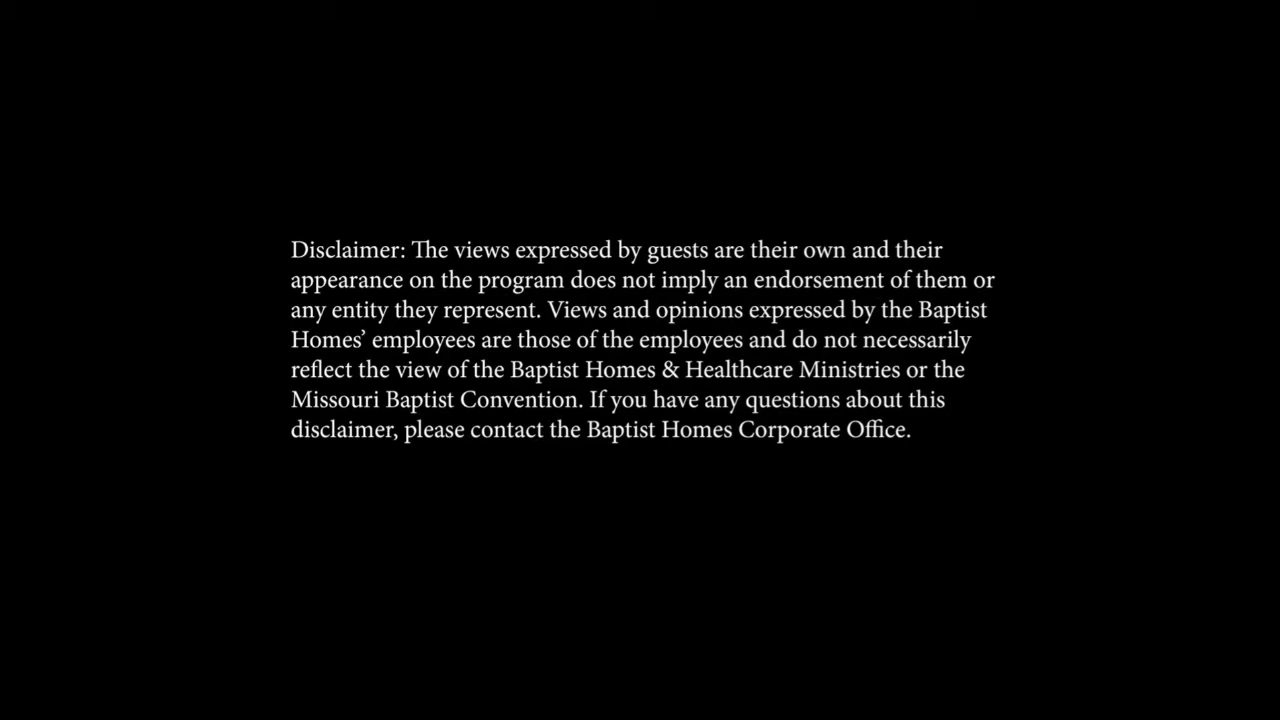 Disclaimer: The views expressed by guests are their own and their
appearance on the program does not imply an endorsement of them or
any entity they represent. Views and opinions expressed by the Baptist
Homes’ employees are those of the employees and do not necessarily
reflect the view of the Baptist Homes & Healthcare Ministries or the
Missouri Baptist Convention. If you have any questions about this
disclaimer, please contact the Baptist Homes Corporate Office.